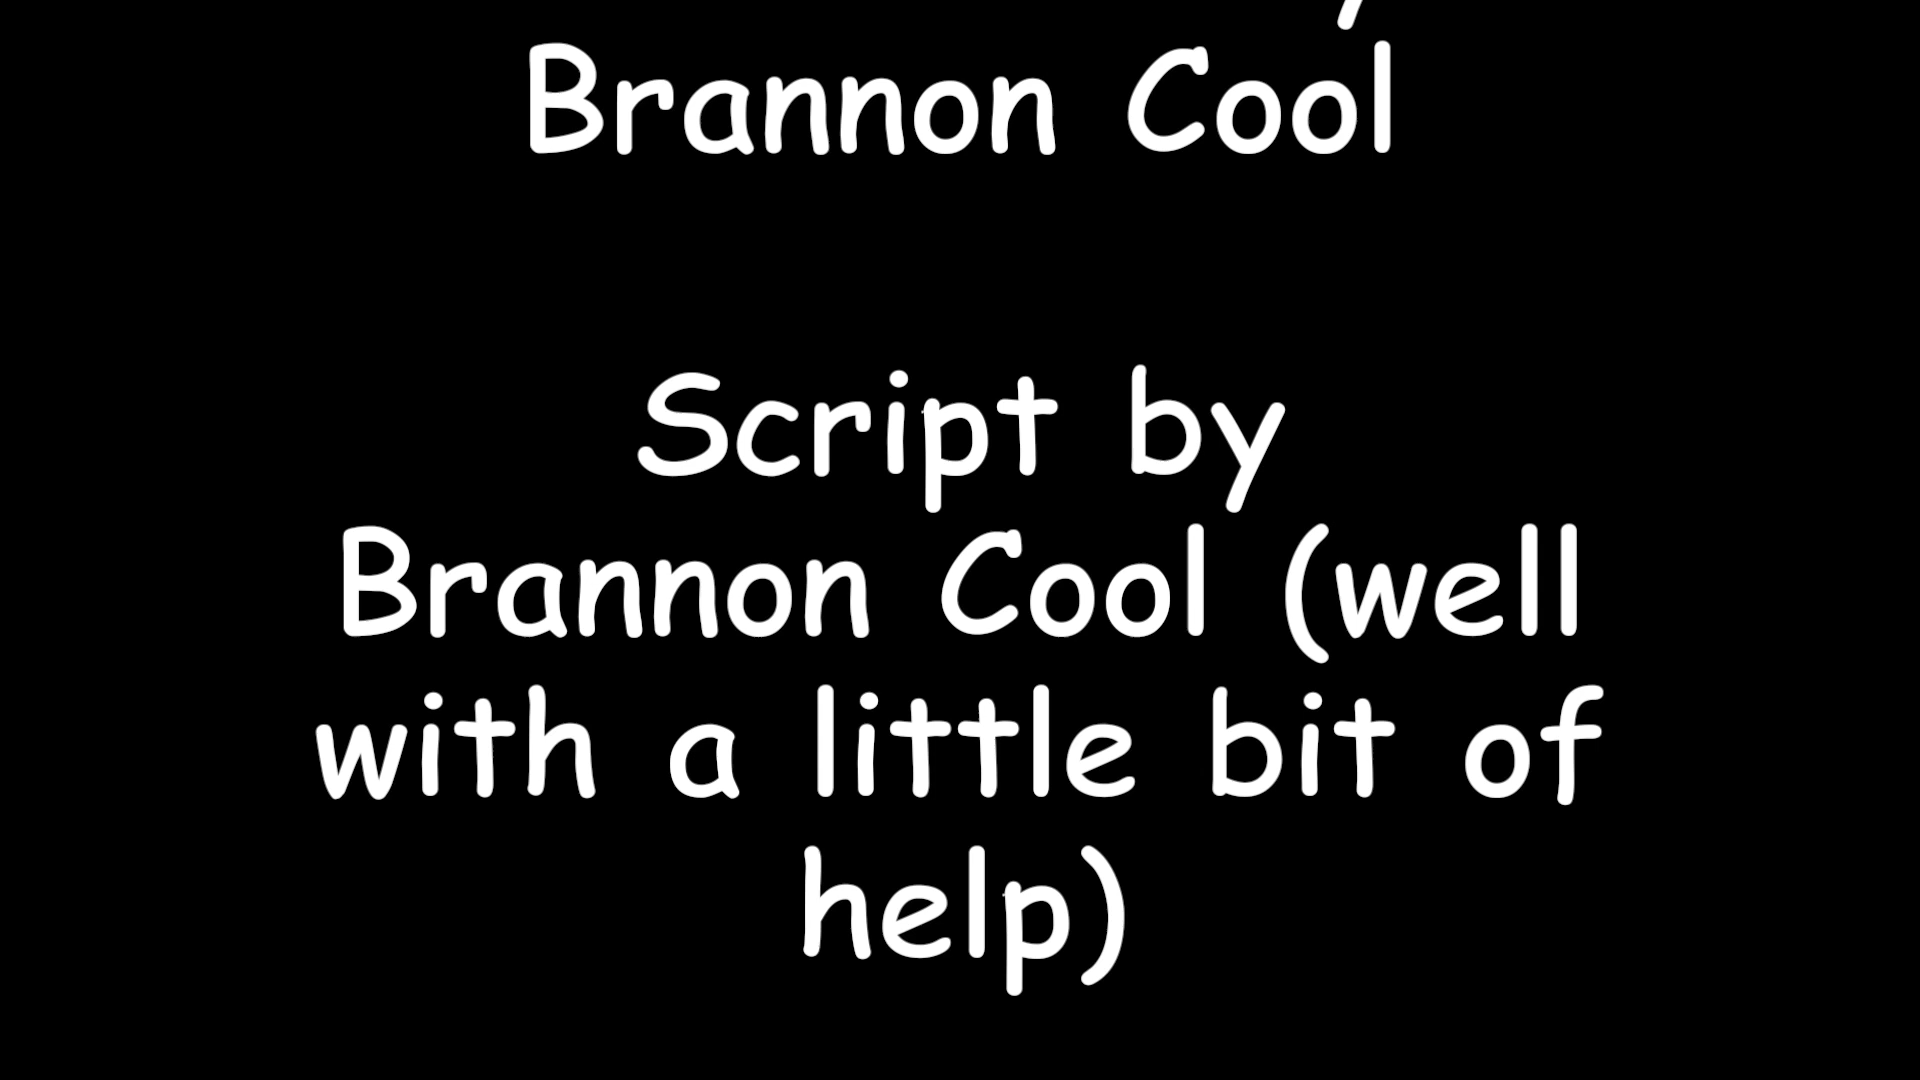 Brannon Cool
Script by
Brannon Cool (well
with a little bit of
help)